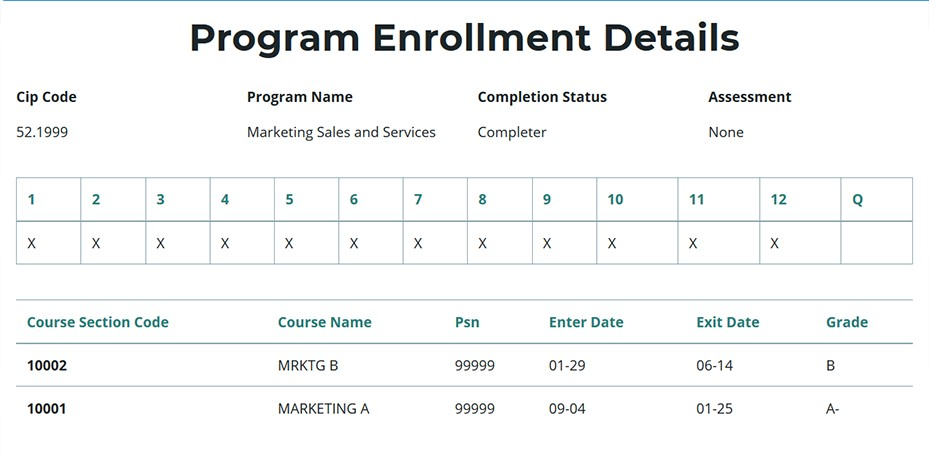 Program Enrollment Details
Cip Code Program Name Completion Status Assessment
52.1999 Marketing Sales and Services Completer None
1 2 3 4 5 6 7 8 9 10 11 12 Q
X X X X X X X X X X X X
Course Section Code Course Name Psn Enter Date Exit Date Grade
10002 MRKTG B 99999 01-29 06-14 B
10001 MARKETING A 99999 09-04 01-25 A-